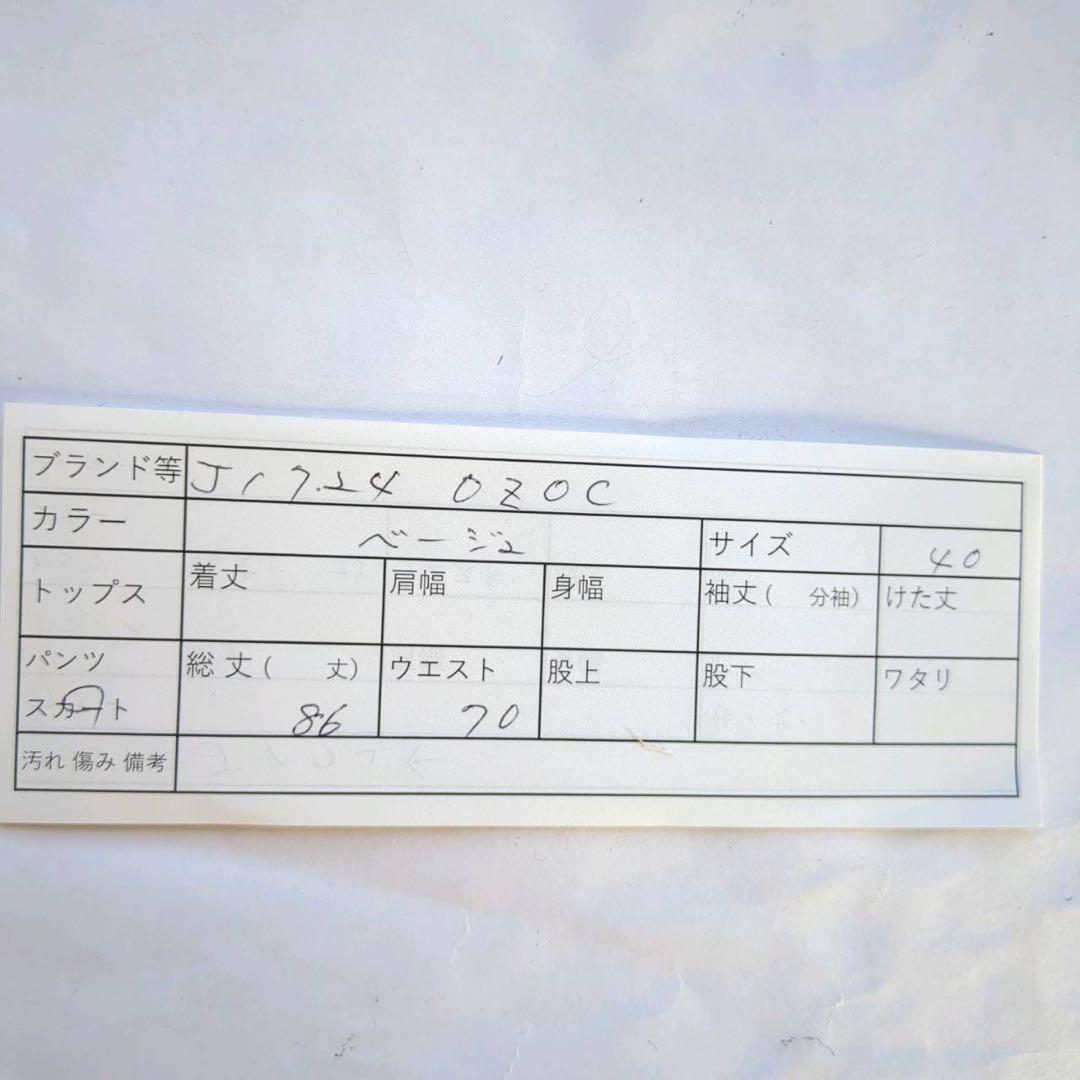 ブランド等 J17.24 OZOC
カラー ベージュ サイズ 40
トップス 着丈 肩幅 身幅 袖丈( 分袖) けた丈
パンツ 総丈( 丈) ウエスト 股上 股下 ワタリ
スカート 86 70
汚れ 傷み 備考